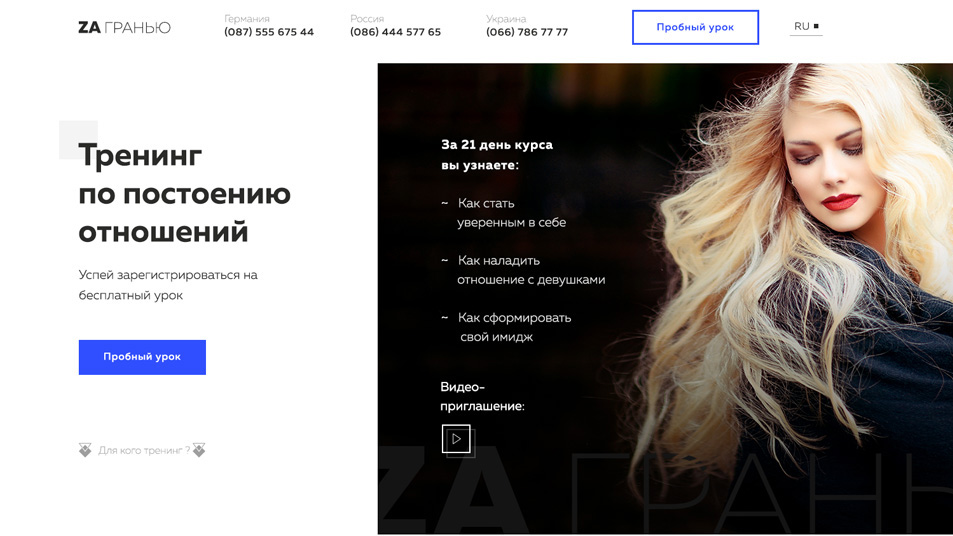 ZA ГРАНЬЮ
Германия
(087) 555 675 44
Россия
(086) 444 577 65
Украина
(066) 786 77 77
Пробный урок
RU
Тренинг
по постоению
отношений
Успей зарегистрироваться на
бесплатный урок
Пробный урок
Для кого тренинг ?
За 21 день курса
вы узнаете:
~ Как стать
уверенным в себе
~ Как наладить
отношение с девушками
~ Как сформировать
свой имидж
Видео-
приглашение:
ZA ГРАНЬ